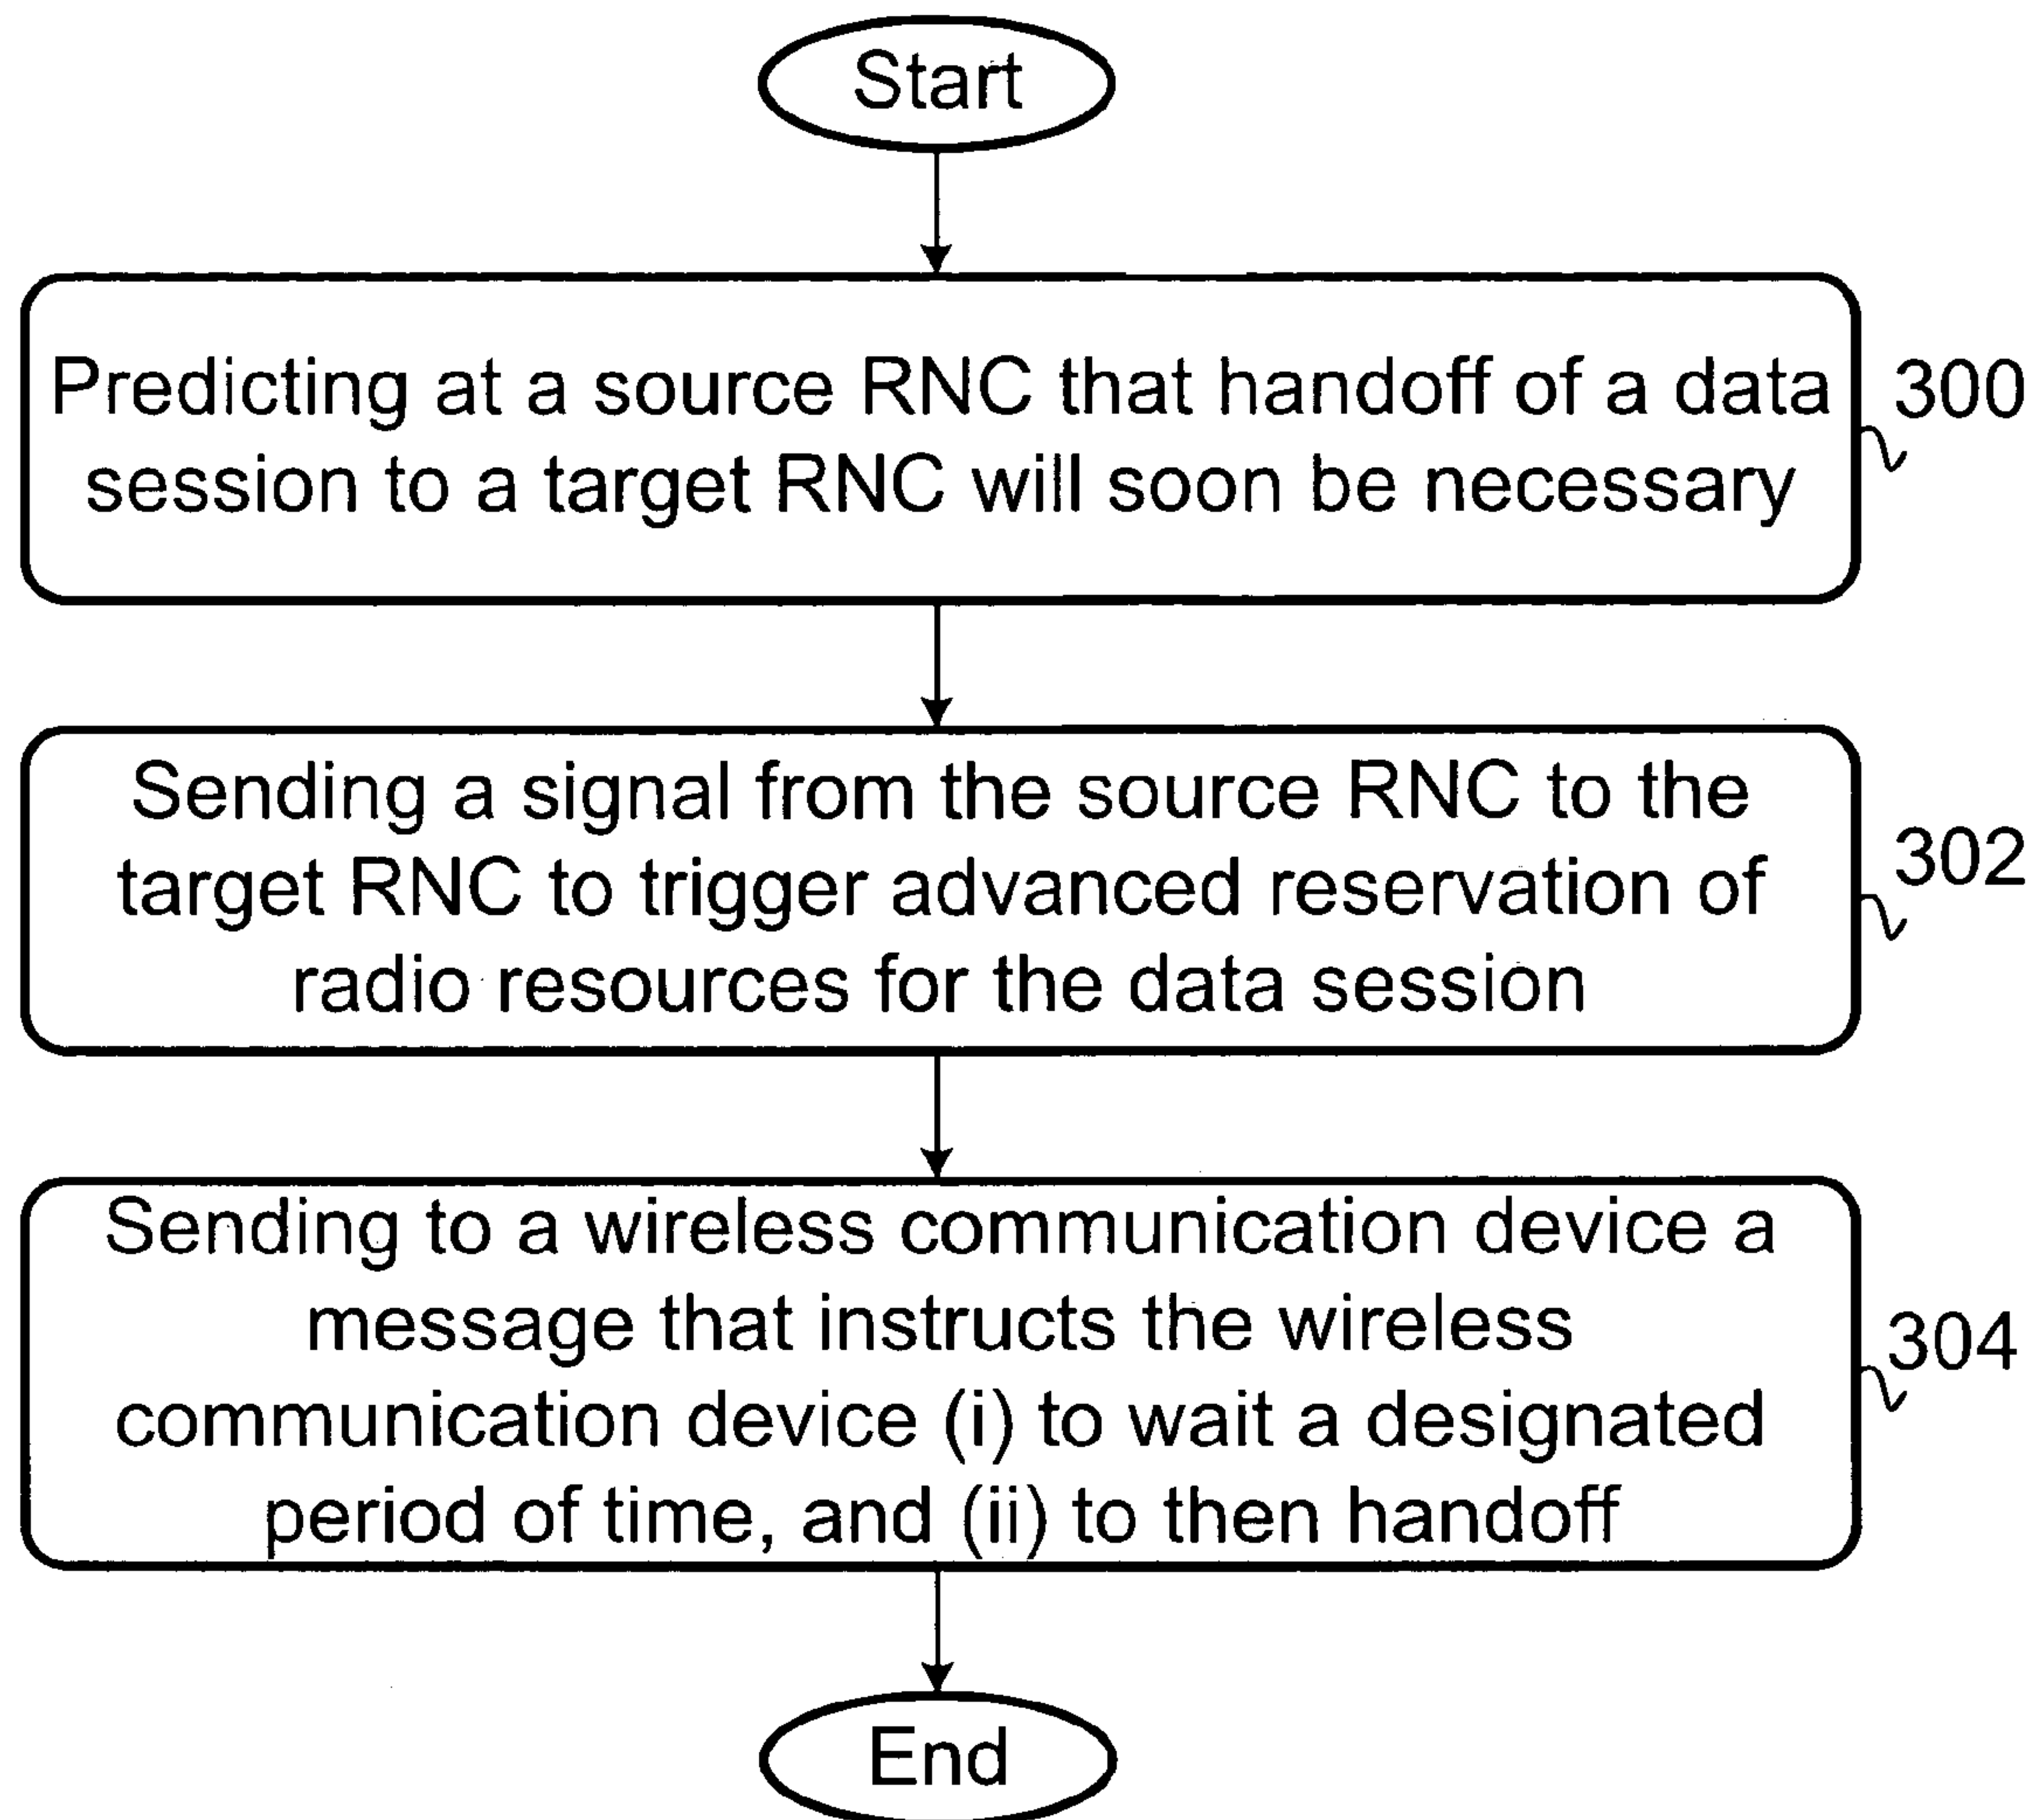 Start
Predicting at a source RNC that handoff of a data
session to a target RNC will soon be necessary
300
Sending a signal from the source RNC to the
target RNC to trigger advanced reservation of
radio resources for the data session
302
Sending to a wireless communication device a
message that instructs the wireless
communication device (i) to wait a designated
period of time, and (ii) to then handoff
304
End